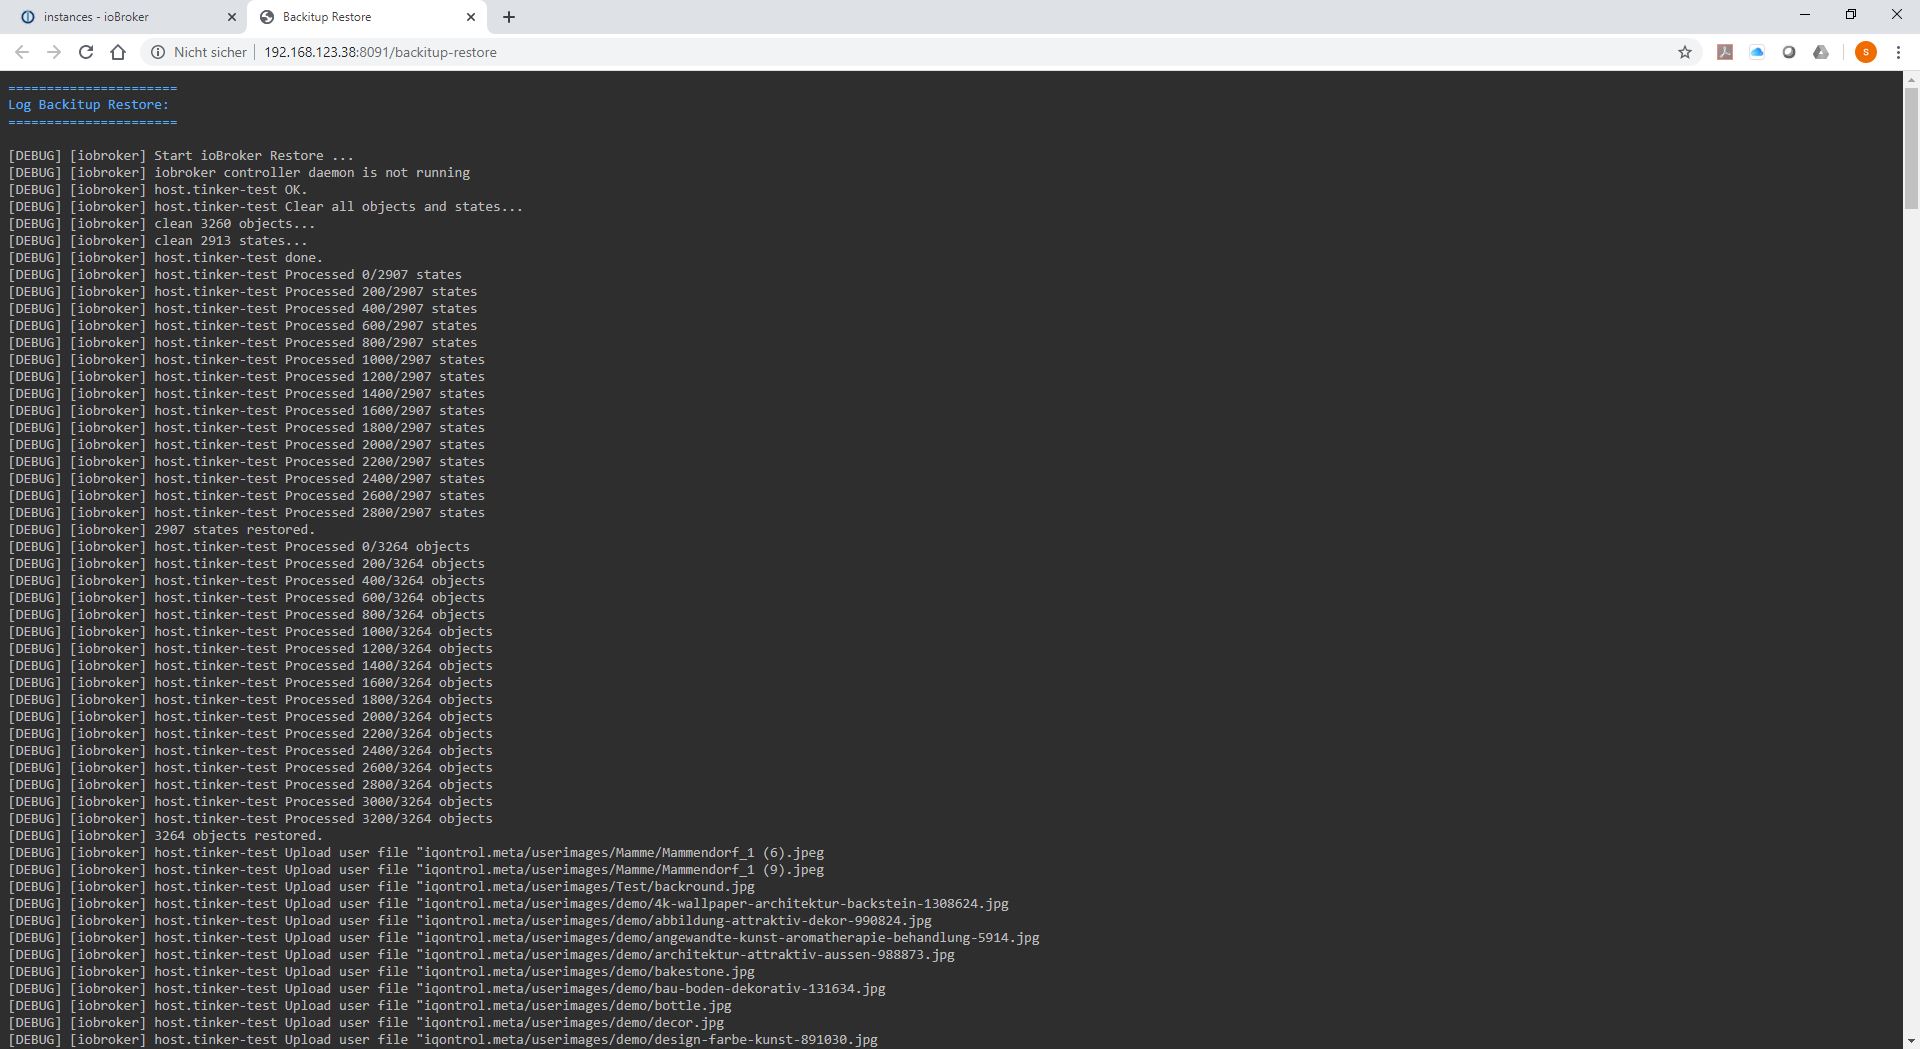 instances - ioBroker
Backitup Restore
Nicht sicher
192.168.123.38:8091/backitup-restore
S
======================
Log Backitup Restore:
======================
[DEBUG] [iobroker] Start ioBroker Restore ...
[DEBUG] [iobroker] iobroker controller daemon is not running
[DEBUG] [iobroker] host.tinker-test OK.
[DEBUG] [iobroker] host.tinker-test Clear all objects and states...
[DEBUG] [iobroker] clean 3260 objects...
[DEBUG] [iobroker] clean 2913 states...
[DEBUG] [iobroker] host.tinker-test done.
[DEBUG] [iobroker] host.tinker-test Processed 0/2907 states
[DEBUG] [iobroker] host.tinker-test Processed 200/2907 states
[DEBUG] [iobroker] host.tinker-test Processed 400/2907 states
[DEBUG] [iobroker] host.tinker-test Processed 600/2907 states
[DEBUG] [iobroker] host.tinker-test Processed 800/2907 states
[DEBUG] [iobroker] host.tinker-test Processed 1000/2907 states
[DEBUG] [iobroker] host.tinker-test Processed 1200/2907 states
[DEBUG] [iobroker] host.tinker-test Processed 1400/2907 states
[DEBUG] [iobroker] host.tinker-test Processed 1600/2907 states
[DEBUG] [iobroker] host.tinker-test Processed 1800/2907 states
[DEBUG] [iobroker] host.tinker-test Processed 2000/2907 states
[DEBUG] [iobroker] host.tinker-test Processed 2200/2907 states
[DEBUG] [iobroker] host.tinker-test Processed 2400/2907 states
[DEBUG] [iobroker] host.tinker-test Processed 2600/2907 states
[DEBUG] [iobroker] host.tinker-test Processed 2800/2907 states
[DEBUG] [iobroker] 2907 states restored.
[DEBUG] [iobroker] host.tinker-test Processed 0/3264 objects
[DEBUG] [iobroker] host.tinker-test Processed 200/3264 objects
[DEBUG] [iobroker] host.tinker-test Processed 400/3264 objects
[DEBUG] [iobroker] host.tinker-test Processed 600/3264 objects
[DEBUG] [iobroker] host.tinker-test Processed 800/3264 objects
[DEBUG] [iobroker] host.tinker-test Processed 1000/3264 objects
[DEBUG] [iobroker] host.tinker-test Processed 1200/3264 objects
[DEBUG] [iobroker] host.tinker-test Processed 1400/3264 objects
[DEBUG] [iobroker] host.tinker-test Processed 1600/3264 objects
[DEBUG] [iobroker] host.tinker-test Processed 1800/3264 objects
[DEBUG] [iobroker] host.tinker-test Processed 2000/3264 objects
[DEBUG] [iobroker] host.tinker-test Processed 2200/3264 objects
[DEBUG] [iobroker] host.tinker-test Processed 2400/3264 objects
[DEBUG] [iobroker] host.tinker-test Processed 2600/3264 objects
[DEBUG] [iobroker] host.tinker-test Processed 2800/3264 objects
[DEBUG] [iobroker] host.tinker-test Processed 3000/3264 objects
[DEBUG] [iobroker] host.tinker-test Processed 3200/3264 objects
[DEBUG] [iobroker] 3264 objects restored.
[DEBUG] [iobroker] host.tinker-test Upload user file "iqontrol.meta/userimages/Mamme/Mammendorf_1 (6).jpeg
[DEBUG] [iobroker] host.tinker-test Upload user file "iqontrol.meta/userimages/Mamme/Mammendorf_1 (9).jpeg
[DEBUG] [iobroker] host.tinker-test Upload user file "iqontrol.meta/userimages/Test/backround.jpg
[DEBUG] [iobroker] host.tinker-test Upload user file "iqontrol.meta/userimages/demo/4k-wallpaper-architektur-backstein-1308624.jpg
[DEBUG] [iobroker] host.tinker-test Upload user file "iqontrol.meta/userimages/demo/abbildung-attraktiv-dekor-990824.jpg
[DEBUG] [iobroker] host.tinker-test Upload user file "iqontrol.meta/userimages/demo/angewandte-kunst-aromatherapie-behandlung-5914.jpg
[DEBUG] [iobroker] host.tinker-test Upload user file "iqontrol.meta/userimages/demo/architektur-attraktiv-aussen-988873.jpg
[DEBUG] [iobroker] host.tinker-test Upload user file "iqontrol.meta/userimages/demo/bakestone.jpg
[DEBUG] [iobroker] host.tinker-test Upload user file "iqontrol.meta/userimages/demo/bau-boden-dekorativ-131634.jpg
[DEBUG] [iobroker] host.tinker-test Upload user file "iqontrol.meta/userimages/demo/bottle.jpg
[DEBUG] [iobroker] host.tinker-test Upload user file "iqontrol.meta/userimages/demo/decor.jpg
[DEBUG] [iobroker] host.tinker-test Upload user file "iqontrol.meta/userimages/demo/design-farbe-kunst-891030.jpg